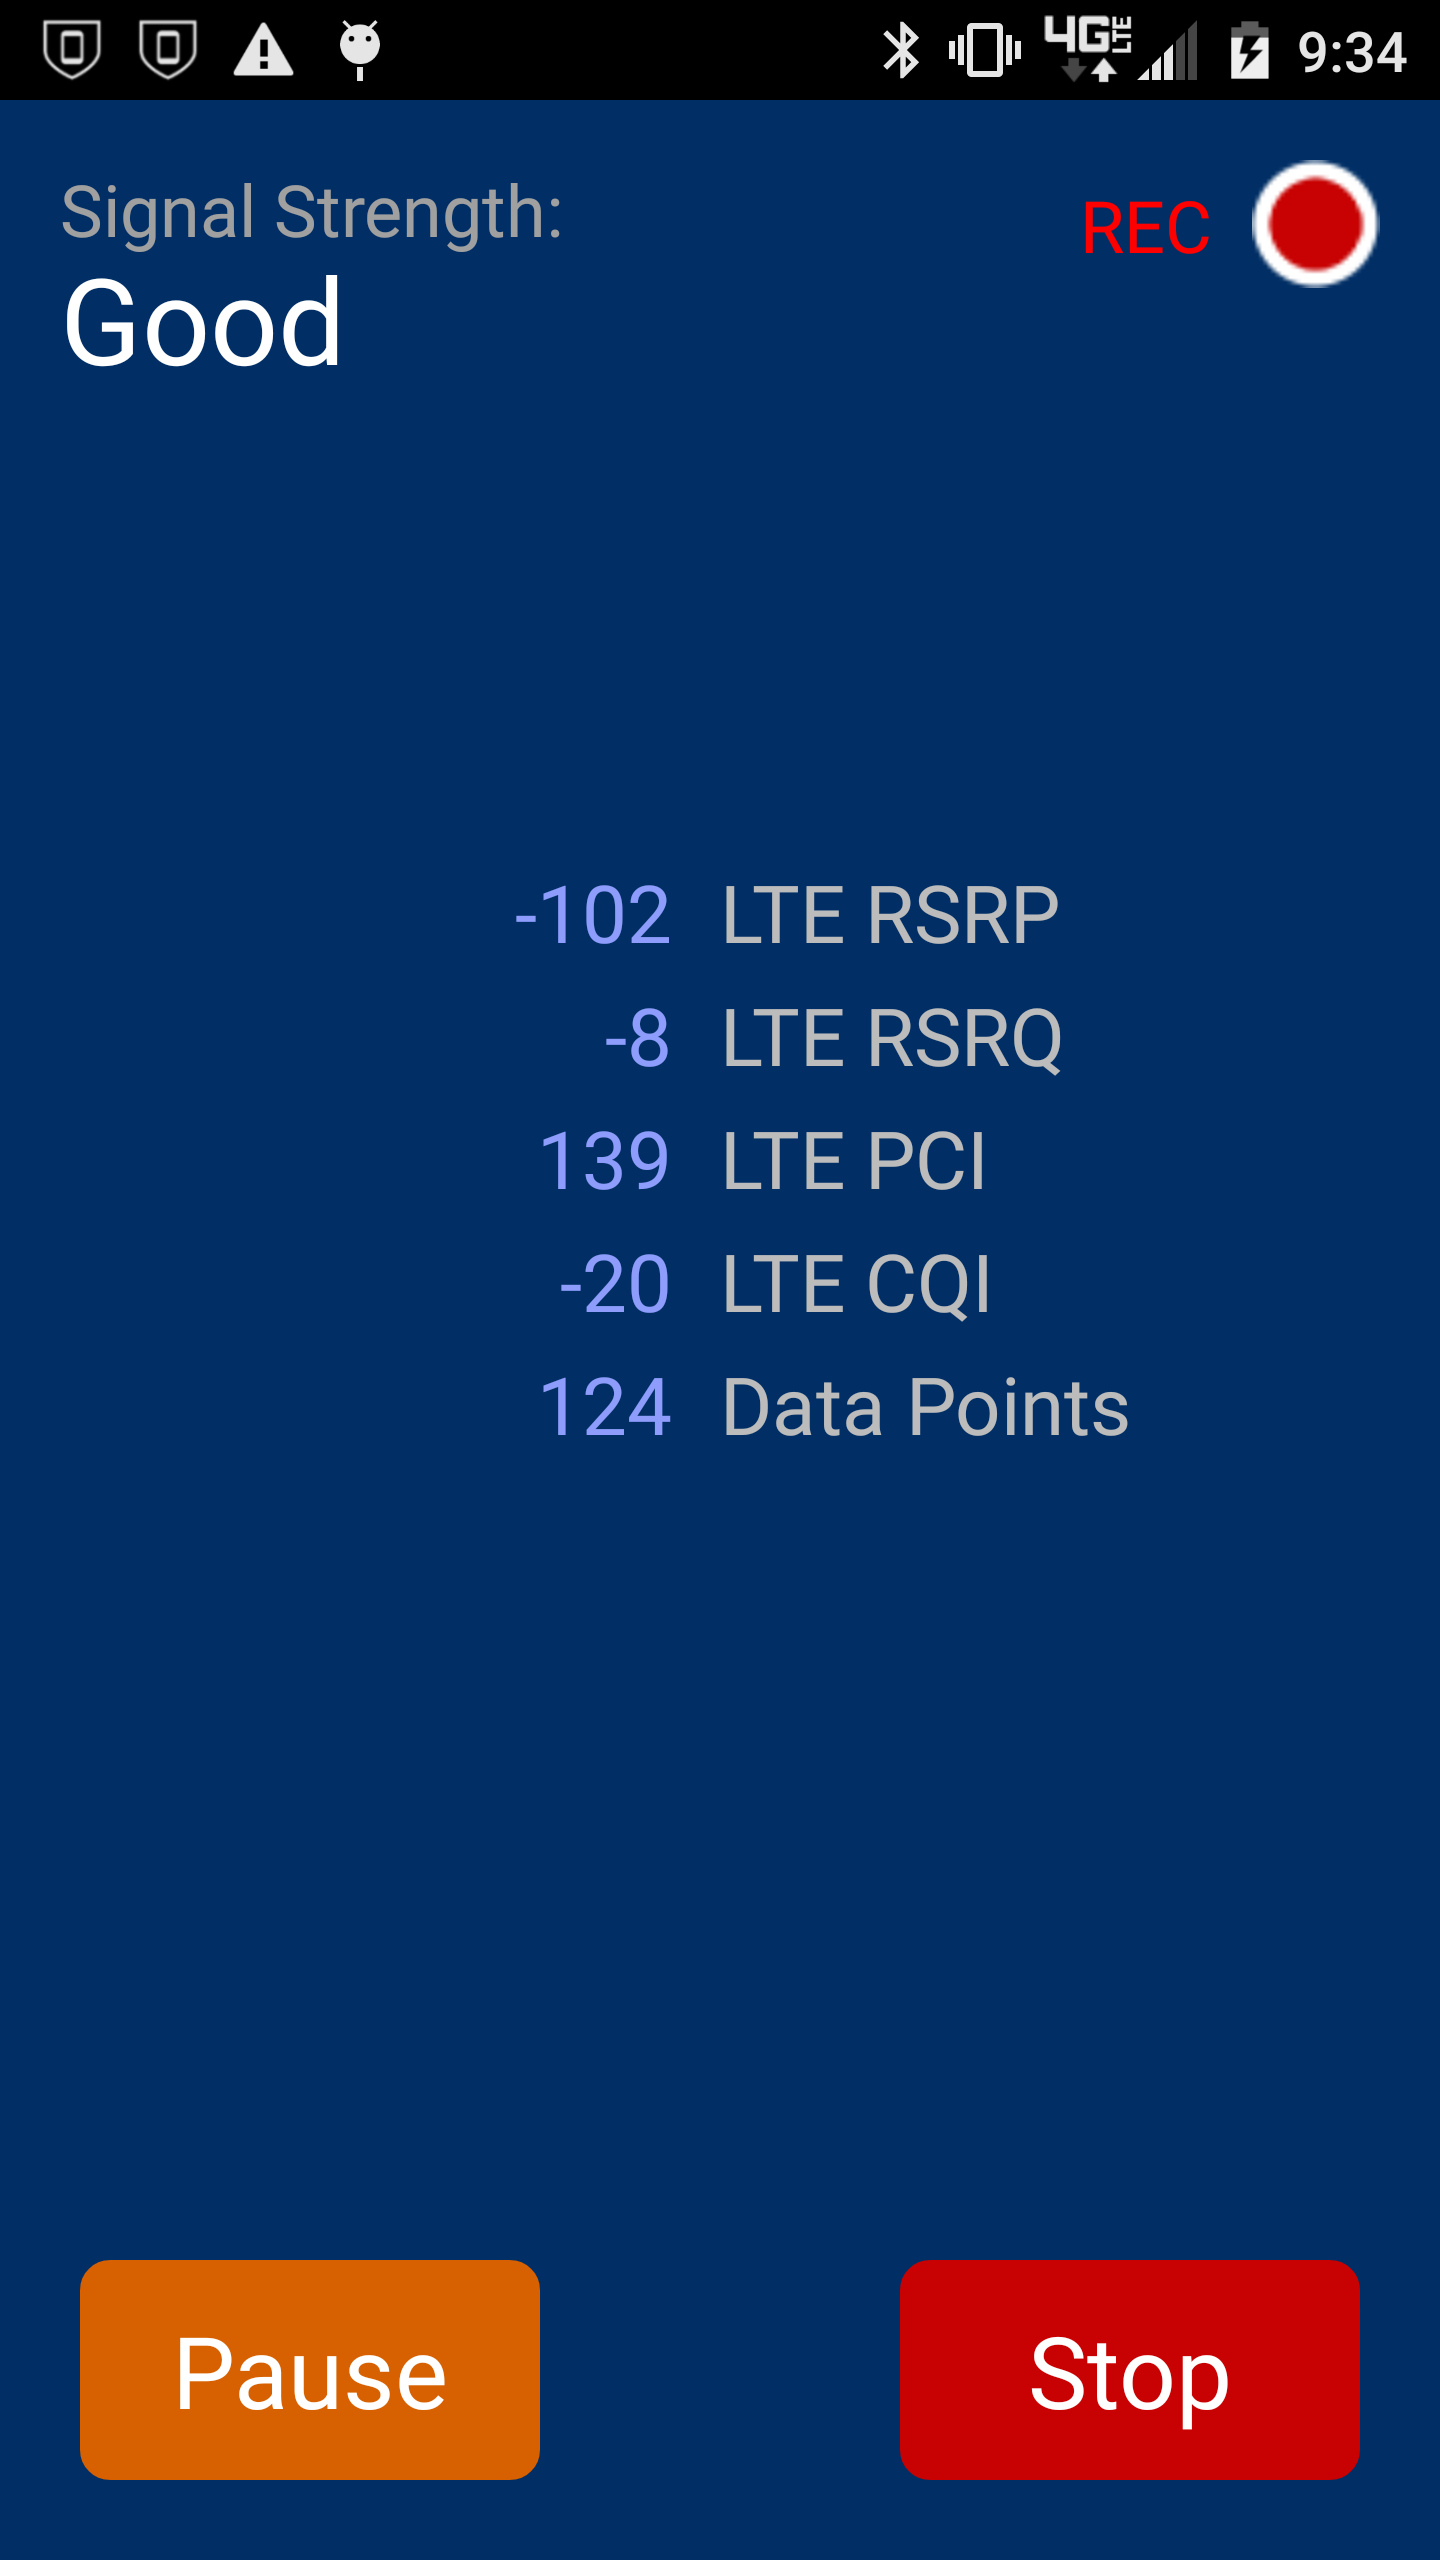 4G LTE 9:34
Signal Strength:
REC
Good
-102 LTE RSRP
-8 LTE RSRQ
139 LTE PCI
-20 LTE CQI
124 Data Points
Pause Stop